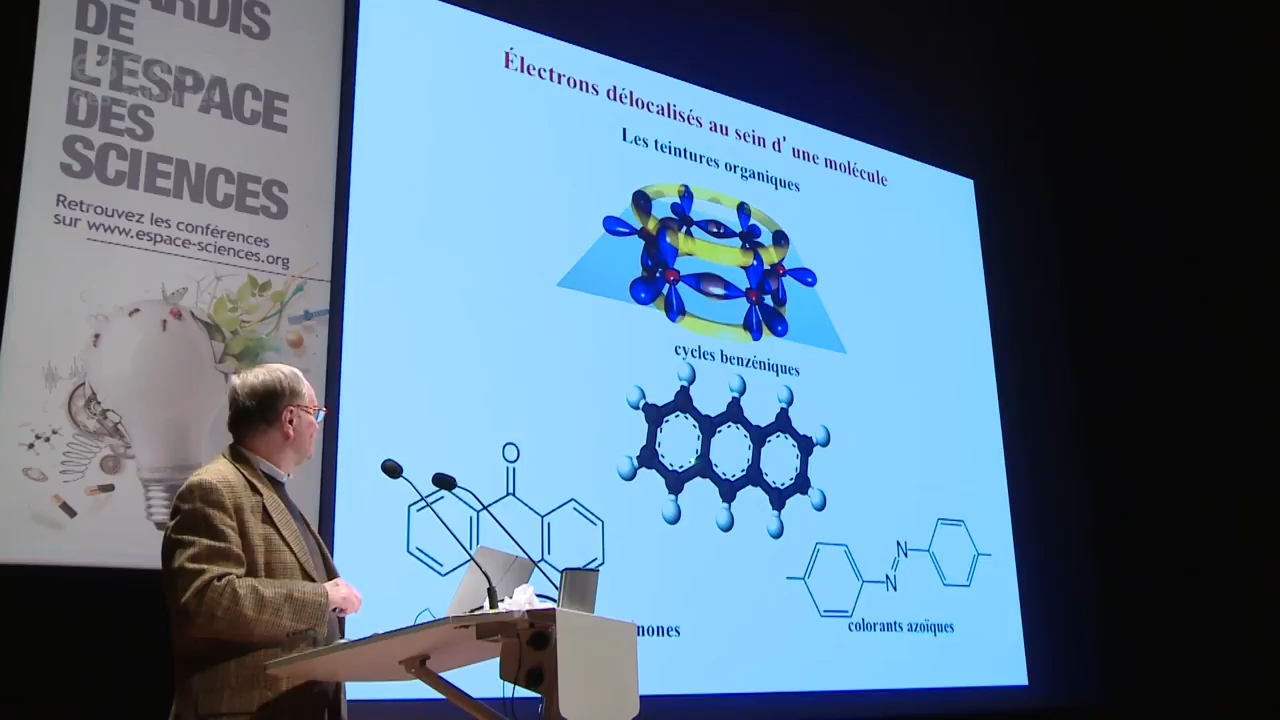 DE
L'ESPACE
DES
SCIENCES
Retrouvez les conférences
sur www.espace-sciences.org
Électrons délocalisés au sein d' une molécule
Les teintures organiques
cycles benzéniques
O
N
N
colorants azoïques